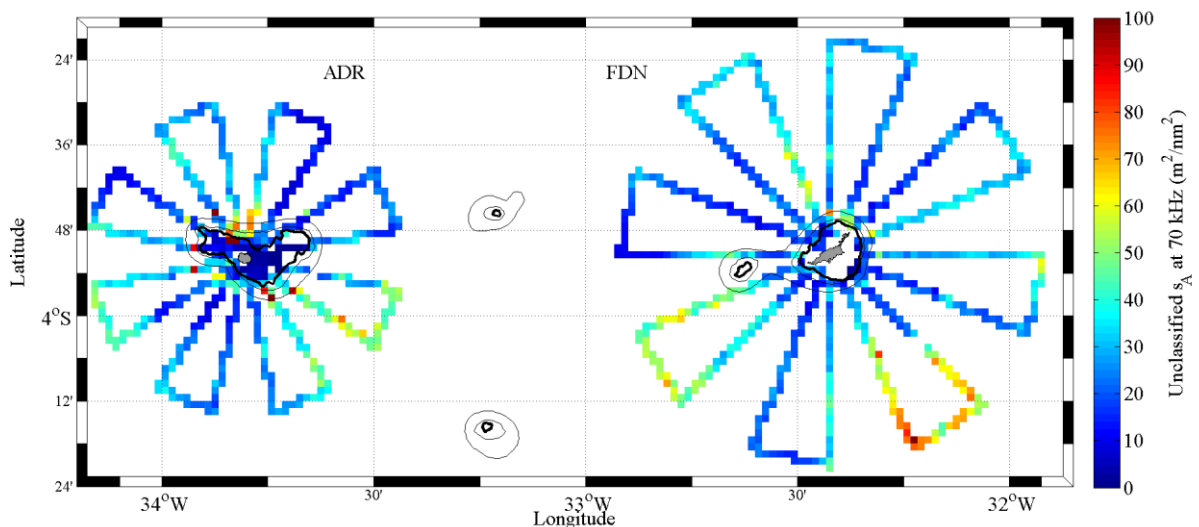 ADR
FDN
24'
36'
48'
4°S
12'
24'
34°W
30'
33°W
30'
32°W
Longitude
Latitude
100
90
80
70
60
50
40
30
20
10
0
Unclassified s_A at 70 kHz (m²/nm²)